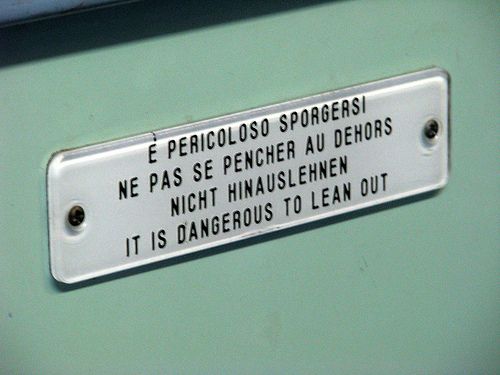 È PERICOLOSO SPORGERSI
NE PAS SE PENCHER AU DEHORS
NICHT HINAUSLEHNEN
IT IS DANGEROUS TO LEAN OUT